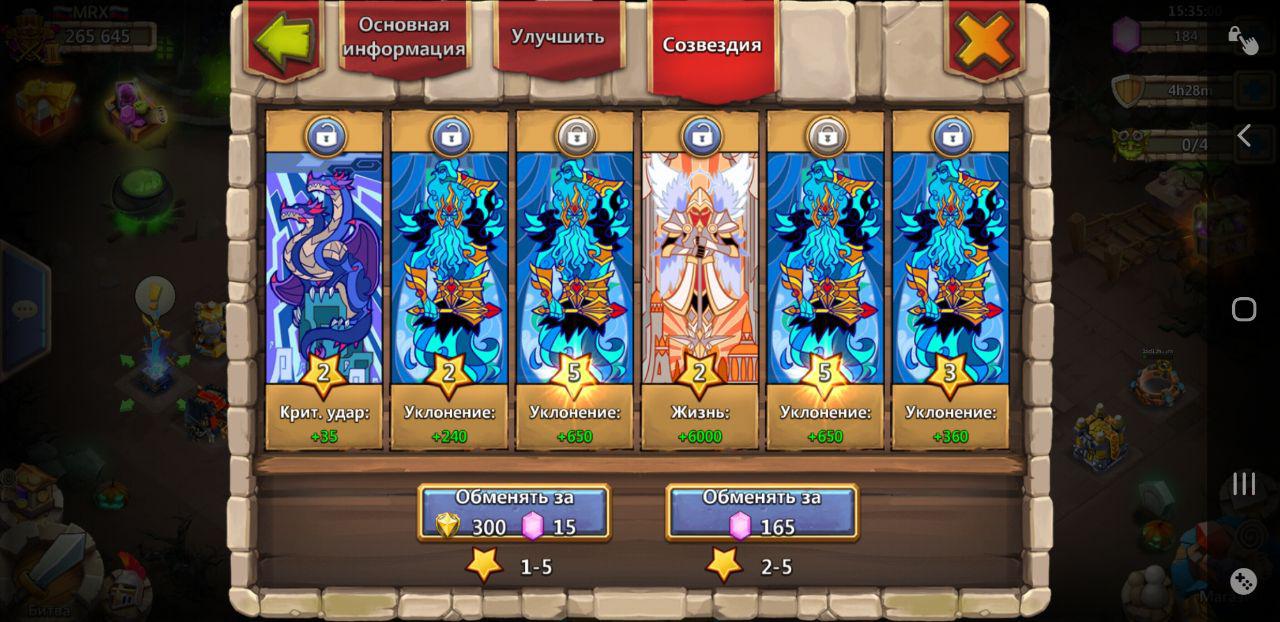 MRX
265 645
Основная
информация
Улучшить
Созвездия
15:35:00
184
4h28m
0/4
2
2
5
2
5
3
Крит. удар:
+35
Уклонение:
+240
Уклонение:
+650
Жизнь:
+6000
Уклонение:
+650
Уклонение:
+360
Обменять за
300 15
Обменять за
165
1-5
2-5
Битва